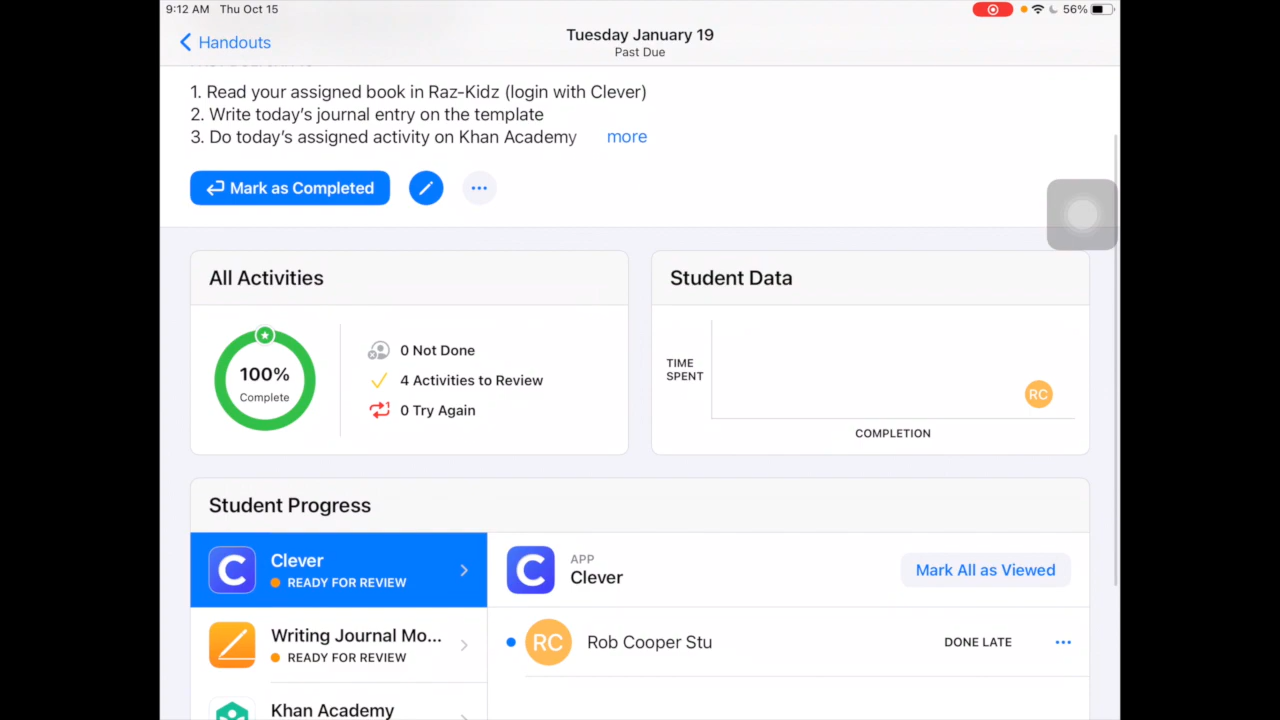 9:12 AM Thu Oct 15
56%
Handouts
Tuesday January 19
Past Due
1. Read your assigned book in Raz-Kidz (login with Clever)
2. Write today's journal entry on the template
3. Do today's assigned activity on Khan Academy more
Mark as Completed
All Activities
100%
Complete
0 Not Done
4 Activities to Review
0 Try Again
Student Data
TIME
SPENT
RC
COMPLETION
Student Progress
Clever
READY FOR REVIEW
Writing Journal Mo...
READY FOR REVIEW
Khan Academy
APP
Clever
Mark All as Viewed
RC Rob Cooper Stu DONE LATE